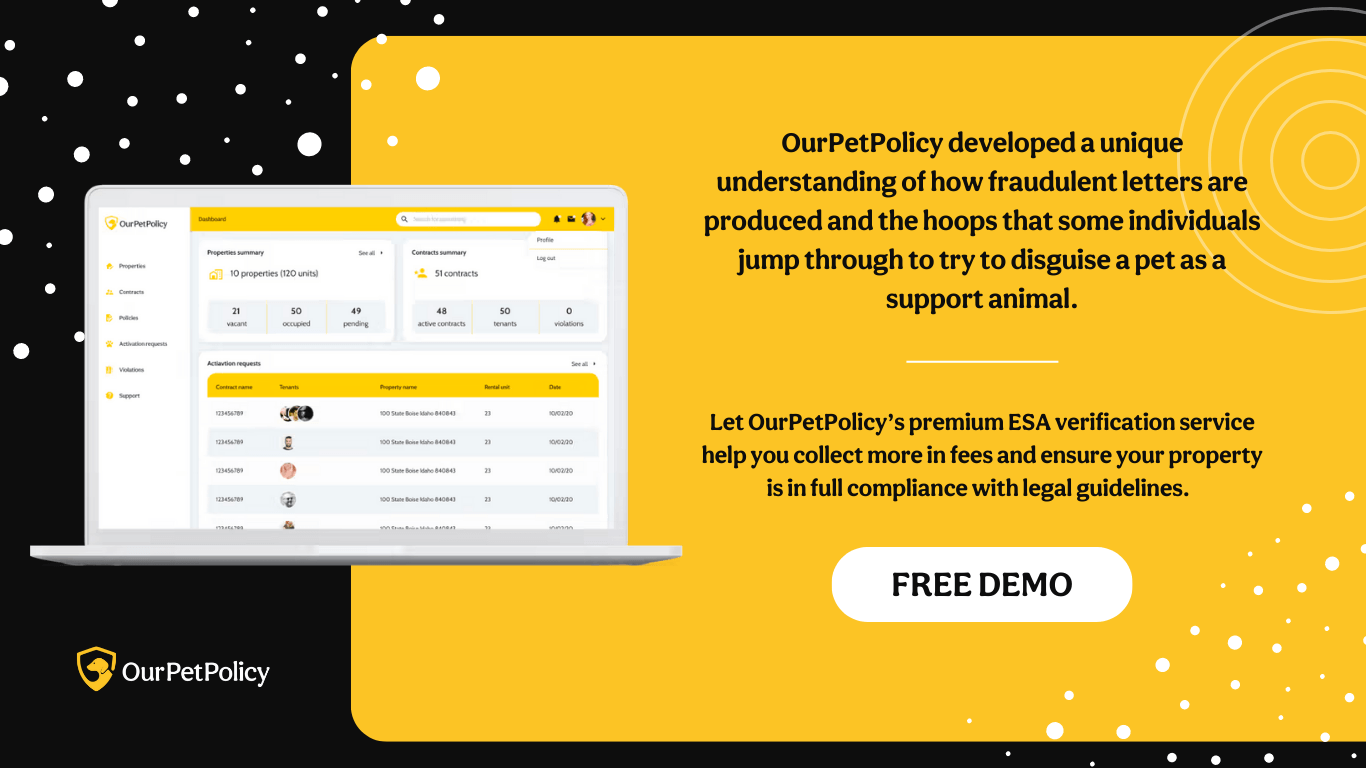 OurPetPolicy developed a unique
understanding of how fraudulent letters are
produced and the hoops that some individuals
jump through to try to disguise a pet as a
support animal.
Let OurPetPolicy's premium ESA verification service
help you collect more in fees and ensure your property
is in full compliance with legal guidelines.
FREE DEMO
OurPetPolicy
Dashboard
Search for something
Profile
Log out
Properties
Contracts
Policies
Activation requests
Violations
Support
Properties summary See all
10 properties (120 units)
21 50 49
vacant occupied pending
Contracts summary
51 contracts
48 50 0
active contracts tenants violations
Actiavtion requests See all
Contract name Tenants Property name Rental unit Date
123456789 100 State Boise Idaho 840843 23 10/02/20
123456789 100 State Boise Idaho 840843 23 10/02/20
123456789 100 State Boise Idaho 840843 23 10/02/20
123456789 100 State Boise Idaho 840843 23 10/02/20
123456789 100 State Boise Idaho 840843 23 10/02/20
OurPetPolicy